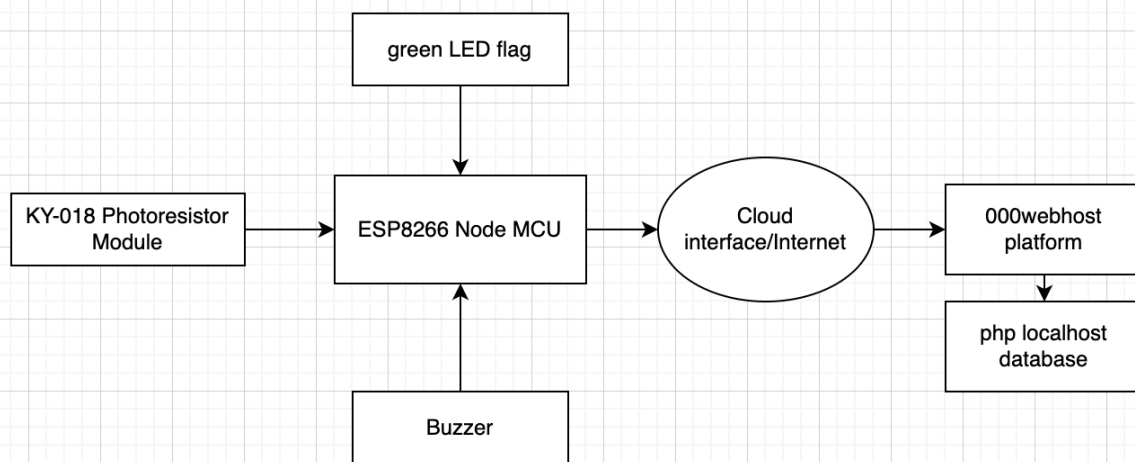 green LED flag
KY-018 Photoresistor
Module
ESP8266 Node MCU
Cloud
interface/Internet
000webhost
platform
php localhost
database
Buzzer